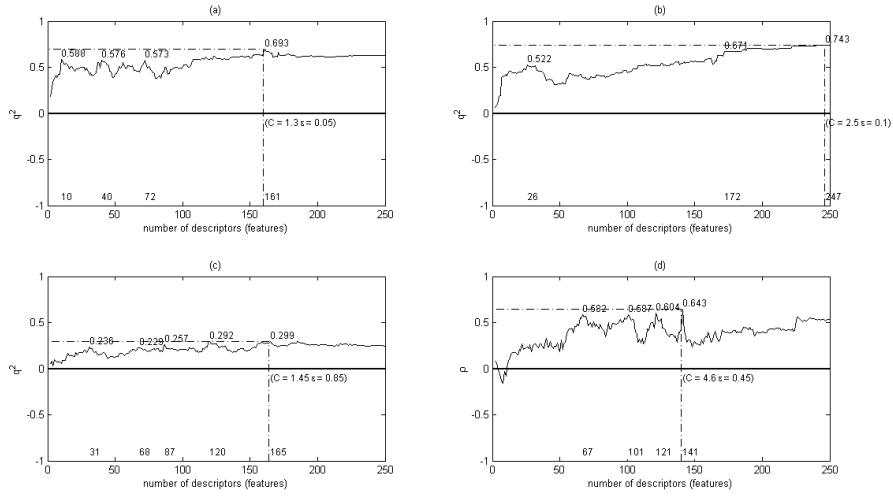 (a)
1
0.5
0
-0.5
-1
q2
0.588
0.576
0.573
0.693
(C = 1.3 ε = 0.05)
10
40
72
161
0 50 100 150 200 250
number of descriptors (features)
(b)
1
0.5
0
-0.5
-1
q2
0.522
0.671
0.743
(C = 2.5 ε = 0.1)
26
172
247
0 50 100 150 200 250
number of descriptors (features)
(c)
1
0.5
0
-0.5
-1
q2
0.236
0.229
0.257
0.292
0.299
(C = 1.45 ε = 0.85)
31
68
87
120
165
0 50 100 150 200 250
number of descriptors (features)
(d)
1
0.5
0
-0.5
-1
ρ
0.582
0.587
0.604
0.643
(C = 4.6 ε = 0.45)
67
101
121
141
0 50 100 150 200 250
number of descriptors (features)